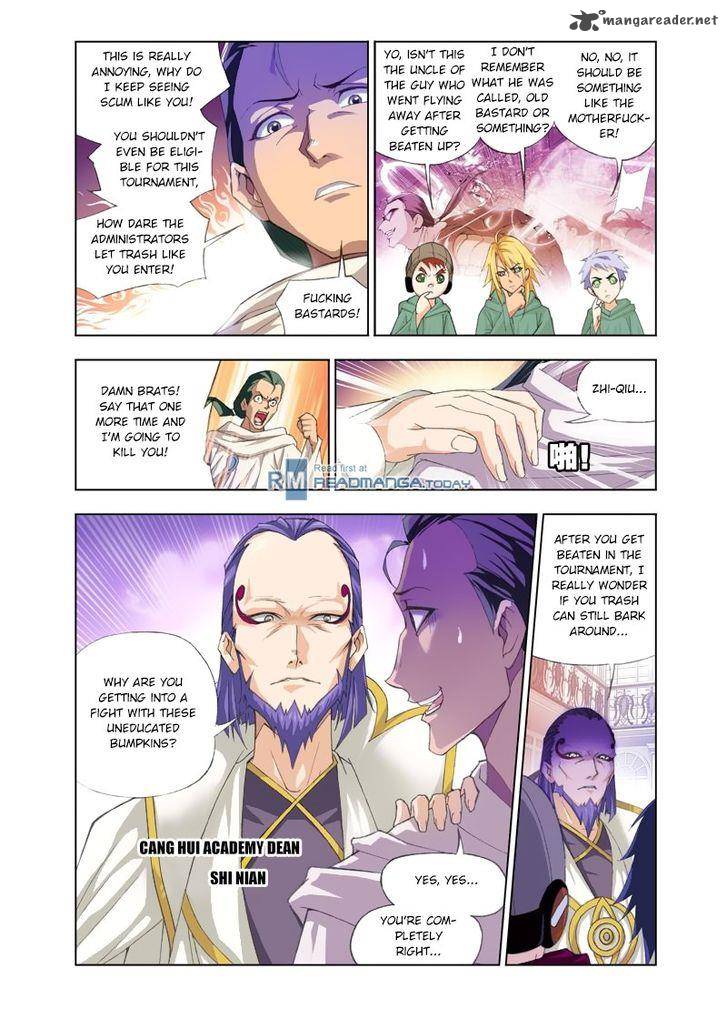 mangareader.net
THIS IS REALLY
ANNOYING, WHY DO
I KEEP SEEING
SCUM LIKE YOU!
YOU SHOULDN'T
EVEN BE ELIGI-
BLE FOR THIS
TOURNAMENT,
HOW DARE THE
ADMINISTRATORS
LET TRASH LIKE
YOU ENTER!
FUCKING
BASTARDS!
YO, ISN'T THIS
THE UNCLE OF
THE GUY WHO
WENT FLYING
AWAY AFTER
GETTING
BEATEN UP?
I DON'T
REMEMBER
WHAT HE WAS
CALLED, OLD
BASTARD OR
SOMETHING?
NO, NO, IT
SHOULD BE
SOMETHING
LIKE THE
MOTHERFUCK-
ER!
DAMN BRATS!
SAY THAT ONE
MORE TIME AND
I'M GOING TO
KILL YOU!
ZHI-QIU...
啪!
RM Read first at
READMANGA.TODAY
WHY ARE YOU
GETTING INTO A
FIGHT WITH THESE
UNEDUCATED
BUMPKINS?
CANG HUI ACADEMY DEAN
SHI NIAN
YES, YES...
YOU'RE COM-
PLETELY
RIGHT...
AFTER YOU GET
BEATEN IN THE
TOURNAMENT, I
REALLY WONDER
IF YOU TRASH
CAN STILL BARK
AROUND...